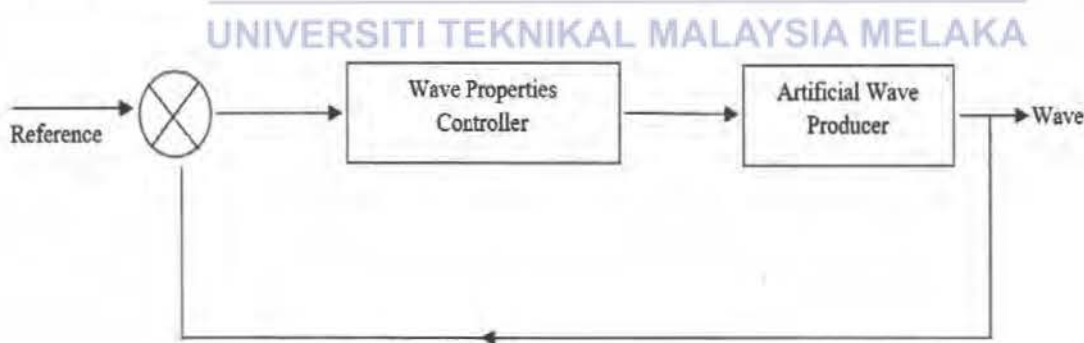 UNIVERSITI TEKNIKAL MALAYSIA MELAKA
Reference
Wave Properties
Controller
Artificial Wave
Producer
Wave